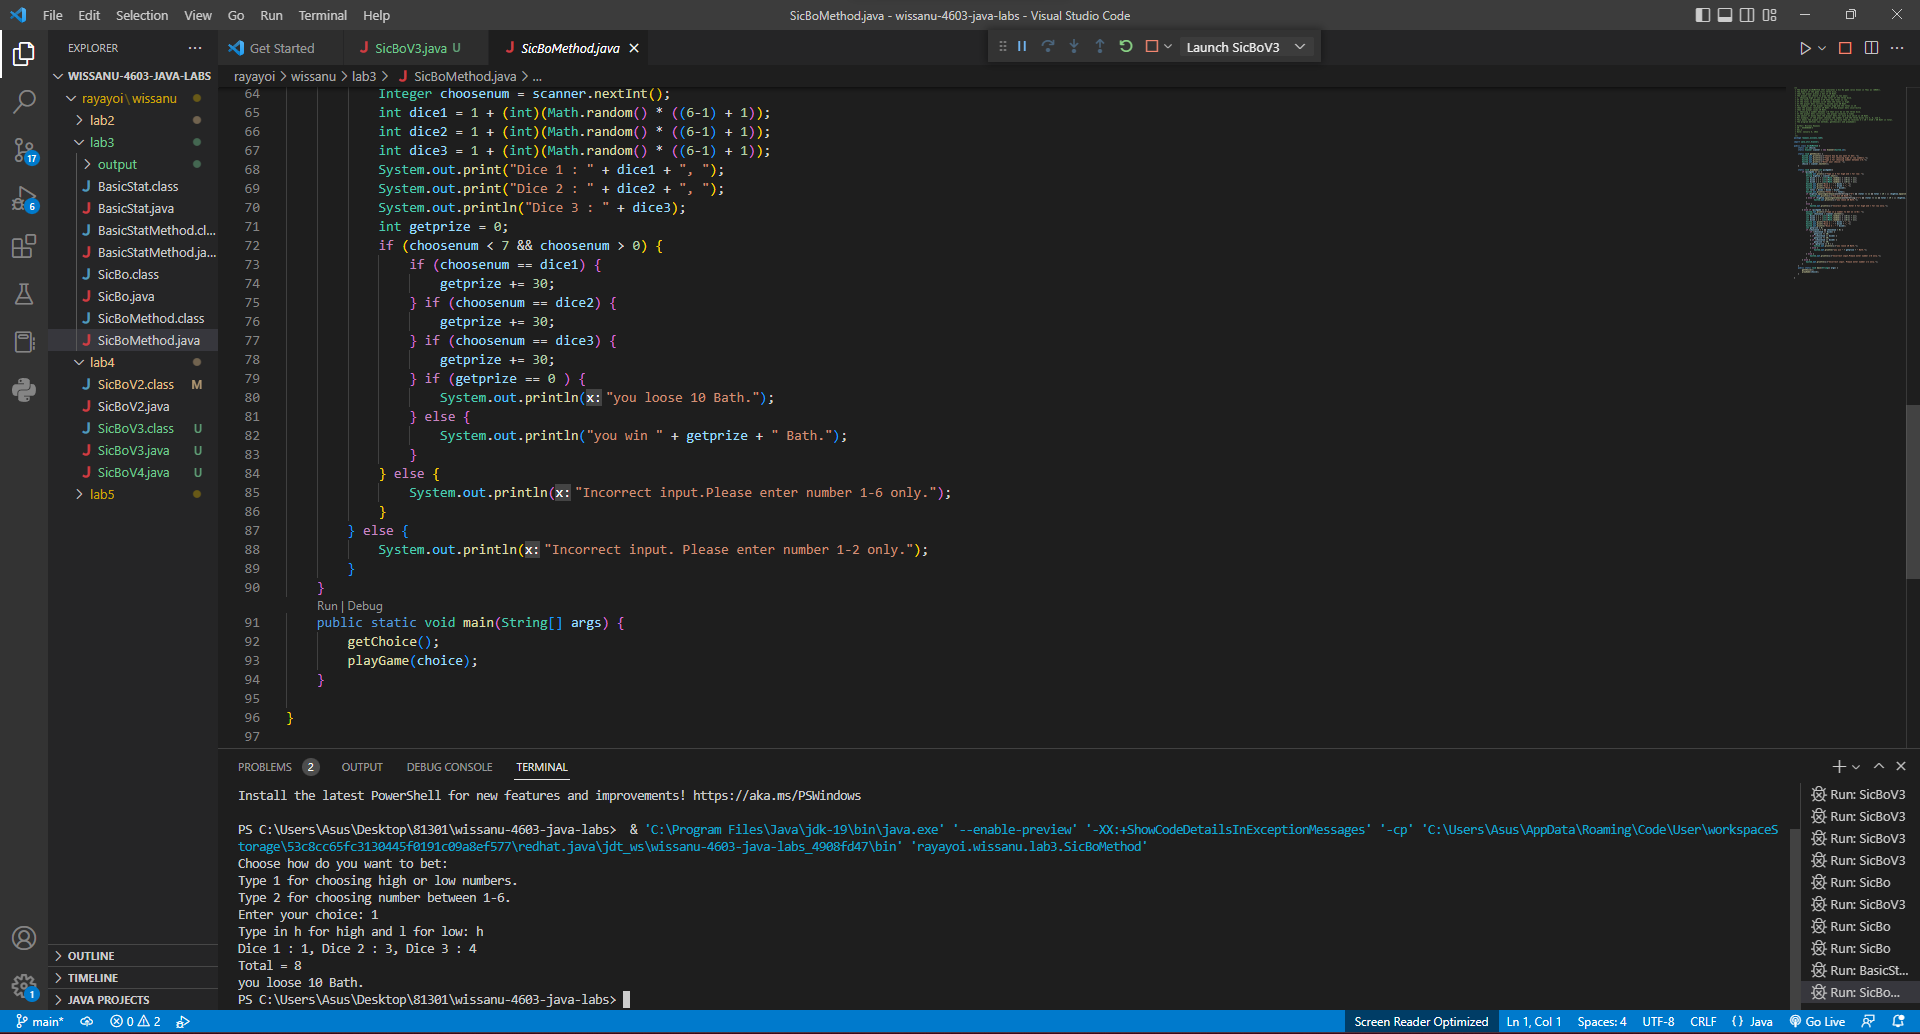 File Edit Selection View Go Run Terminal Help
SicBoMethod.java - wissanu-4603-java-labs - Visual Studio Code
EXPLORER
Get Started
SicBoV3.java U
SicBoMethod.java
Launch SicBoV3
WISSANU-4603-JAVA-LABS
rayayoi > wissanu > lab3 > SicBoMethod.java > ...
rayayoi\wissanu
lab2
lab3
output
BasicStat.class
BasicStat.java
BasicStatMethod.cl...
BasicStatMethod.ja...
SicBo.class
SicBo.java
SicBoMethod.class
SicBoMethod.java
lab4
SicBoV2.class M
SicBoV2.java
SicBoV3.class U
SicBoV3.java U
SicBoV4.java U
lab5
17
6
1
OUTLINE
TIMELINE
JAVA PROJECTS
64 Integer choosenum = scanner.nextInt();
65 int dice1 = 1 + (int)(Math.random() * ((6-1) + 1));
66 int dice2 = 1 + (int)(Math.random() * ((6-1) + 1));
67 int dice3 = 1 + (int)(Math.random() * ((6-1) + 1));
68 System.out.print("Dice 1 : " + dice1 + ", ");
69 System.out.print("Dice 2 : " + dice2 + ", ");
70 System.out.println("Dice 3 : " + dice3);
71 int getprize = 0;
72 if (choosenum < 7 && choosenum > 0) {
73 if (choosenum == dice1) {
74 getprize += 30;
75 } if (choosenum == dice2) {
76 getprize += 30;
77 } if (choosenum == dice3) {
78 getprize += 30;
79 } if (getprize == 0 ) {
80 System.out.println(x: "you loose 10 Bath.");
81 } else {
82 System.out.println("you win " + getprize + " Bath.");
83 }
84 } else {
85 System.out.println(x: "Incorrect input.Please enter number 1-6 only.");
86 }
87 } else {
88 System.out.println(x: "Incorrect input. Please enter number 1-2 only.");
89 }
90 }
Run | Debug
91 public static void main(String[] args) {
92 getChoice();
93 playGame(choice);
94 }
95
96 }
97
PROBLEMS 2 OUTPUT DEBUG CONSOLE TERMINAL
Install the latest PowerShell for new features and improvements! https://aka.ms/PSWindows
PS C:\Users\Asus\Desktop\81301\wissanu-4603-java-labs>  & 'C:\Program Files\Java\jdk-19\bin\java.exe' '--enable-preview' '-XX:+ShowCodeDetailsInExceptionMessages' '-cp' 'C:\Users\Asus\AppData\Roaming\Code\User\workspaceS
torage\53c8cc65fc3130445f0191c09a8ef577\redhat.java\jdt_ws\wissanu-4603-java-labs_4908fd47\bin' 'rayayoi.wissanu.lab3.SicBoMethod'
Choose how do you want to bet:
Type 1 for choosing high or low numbers.
Type 2 for choosing number between 1-6.
Enter your choice: 1
Type in h for high and l for low: h
Dice 1 : 1, Dice 2 : 3, Dice 3 : 4
Total = 8
you loose 10 Bath.
PS C:\Users\Asus\Desktop\81301\wissanu-4603-java-labs>
Run: SicBoV3
Run: SicBoV3
Run: SicBoV3
Run: SicBoV3
Run: SicBo
Run: SicBoV3
Run: SicBo
Run: SicBo
Run: BasicSt...
Run: SicBo...
main* 0 2
Screen Reader Optimized Ln 1, Col 1 Spaces: 4 UTF-8 CRLF {} Java Go Live